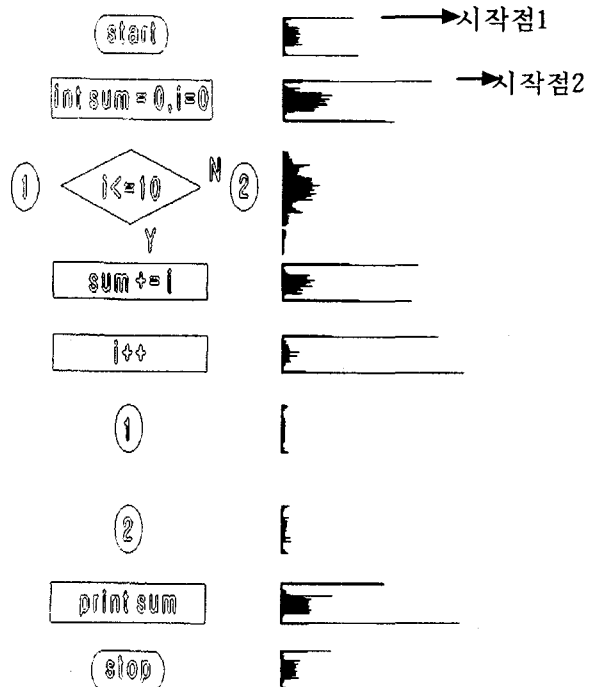 start
시작점1
int sum = 0,i=0
시작점2
1 i<=10 N 2
Y
sum += i
i++
1
2
print sum
stop